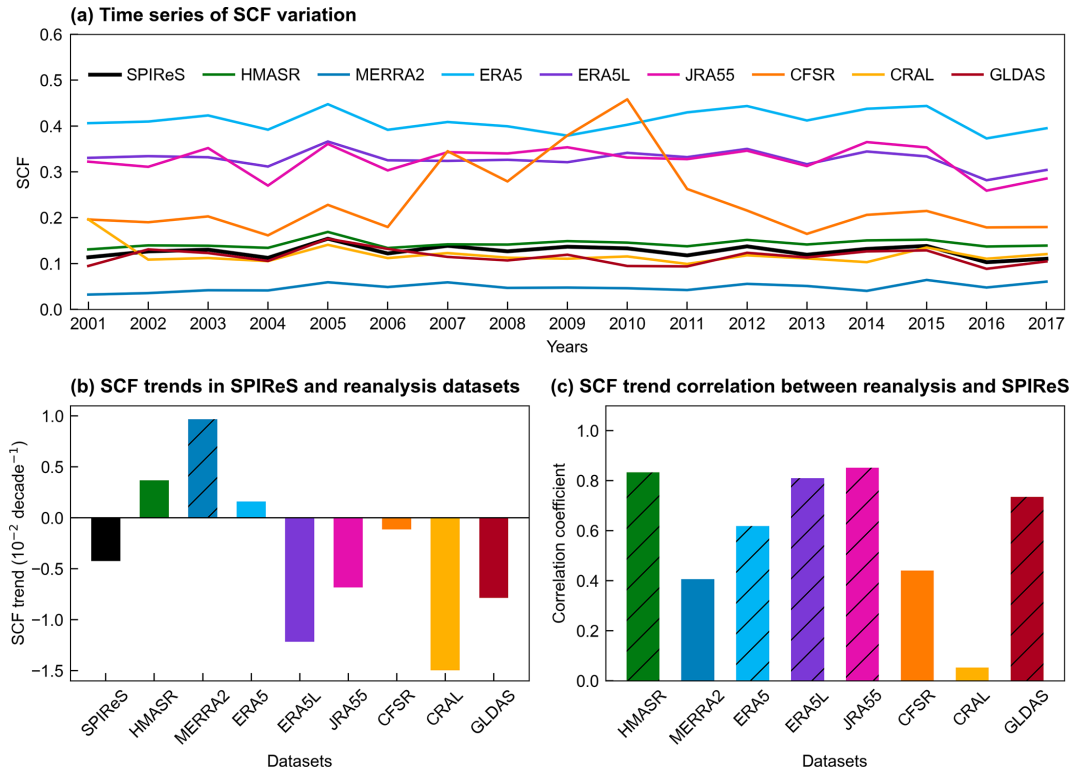 (a) Time series of SCF variation
0.6
0.5
0.4
0.3
0.2
0.1
0.0
SCF
SPIReS HMASR MERRA2 ERA5 ERA5L JRA55 CFSR CRAL GLDAS
2001 2002 2003 2004 2005 2006 2007 2008 2009 2010 2011 2012 2013 2014 2015 2016 2017
Years
(b) SCF trends in SPIReS and reanalysis datasets
1.0
0.5
0.0
−0.5
−1.0
−1.5
SCF trend (10⁻² decade⁻¹)
SPIReS HMASR MERRA2 ERA5 ERA5L JRA55 CFSR CRAL GLDAS
Datasets
(c) SCF trend correlation between reanalysis and SPIReS
1.0
0.8
0.6
0.4
0.2
0.0
Correlation coefficient
HMASR MERRA2 ERA5 ERA5L JRA55 CFSR CRAL GLDAS
Datasets